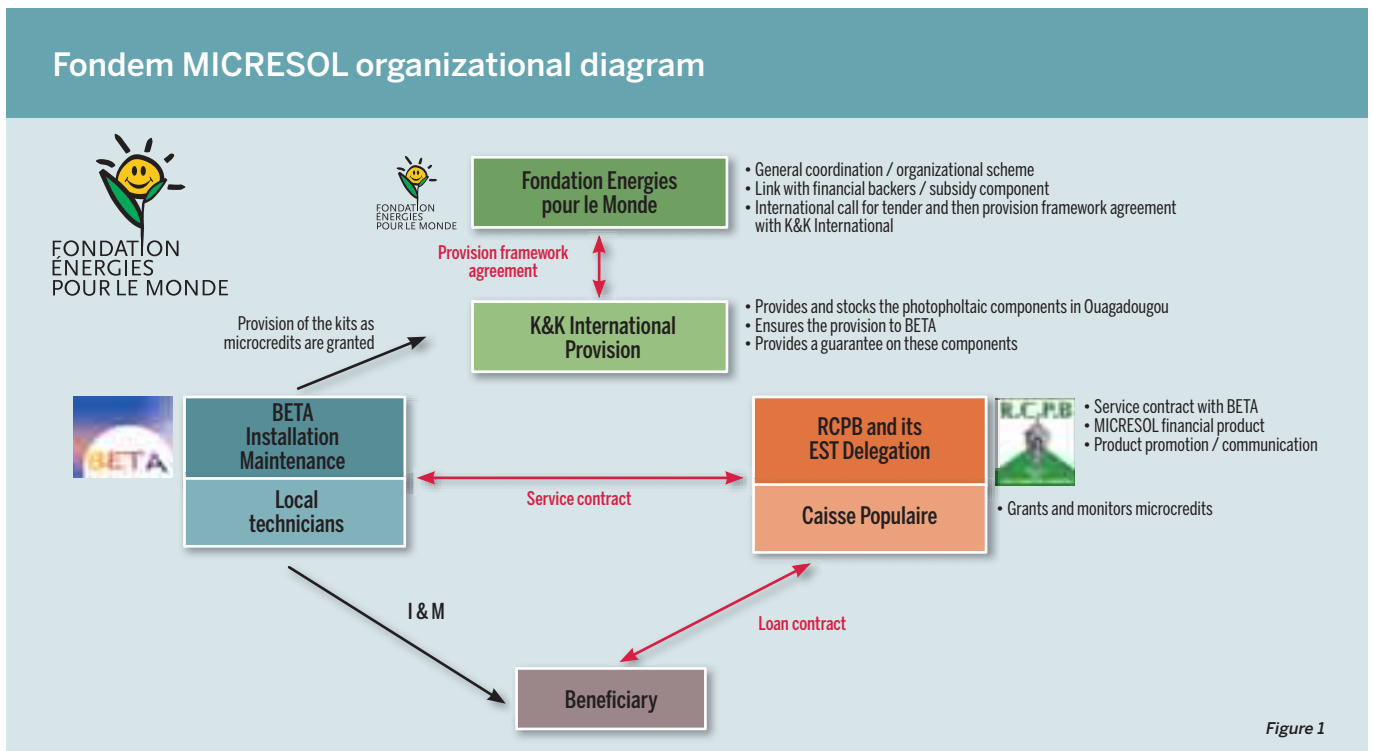 Fondem MICRESOL organizational diagram
FONDATION
ÉNERGIES
POUR LE MONDE
FONDATION
ÉNERGIES
POUR LE MONDE
Fondation Energies
pour le Monde
• General coordination / organizational scheme
• Link with financial backers / subsidy component
• International call for tender and then provision framework agreement
with K&K International
Provision framework
agreement
K&K International
Provision
• Provides and stocks the photopholtaic components in Ouagadougou
• Ensures the provision to BETA
• Provides a guarantee on these components
Provision of the kits as
microcredits are granted
BETA
BETA
Installation
Maintenance
Local
technicians
Service contract
RCPB and its
EST Delegation
Caisse Populaire
R.C.P.B
• Service contract with BETA
• MICRESOL financial product
• Product promotion / communication
• Grants and monitors microcredits
I & M
Loan contract
Beneficiary
Figure 1